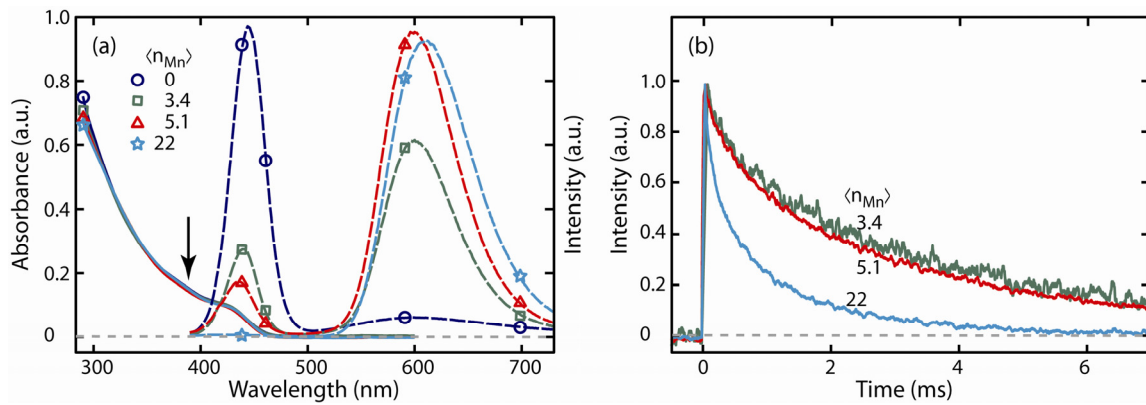 (a)
⟨nMn⟩
0
3.4
5.1
22
1.0
0.8
0.6
0.4
0.2
0
Absorbance (a.u.)
300 400 500 600 700
Wavelength (nm)
Intensity (a.u.)
(b)
⟨nMn⟩
3.4
5.1
22
1.0
0.8
0.6
0.4
0.2
0
Intensity (a.u.)
0 2 4 6
Time (ms)